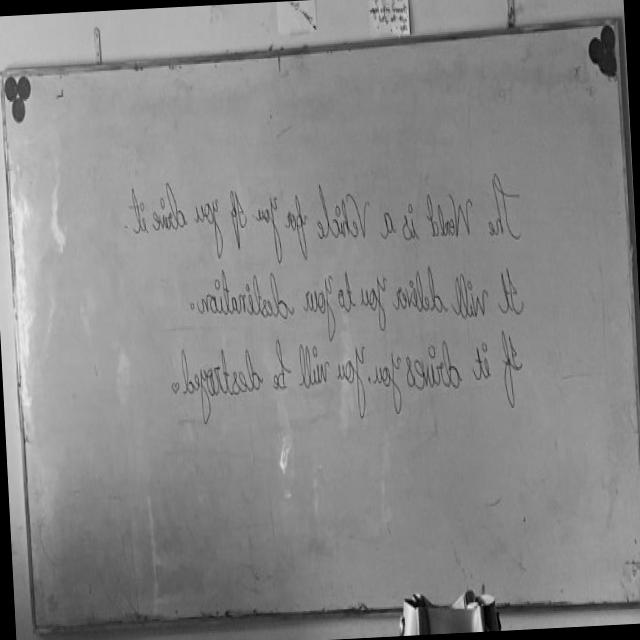 The World is a Vehicle for you If you drive it.
It will deliver you to your destination.
If it drives you, you will be destroyed.